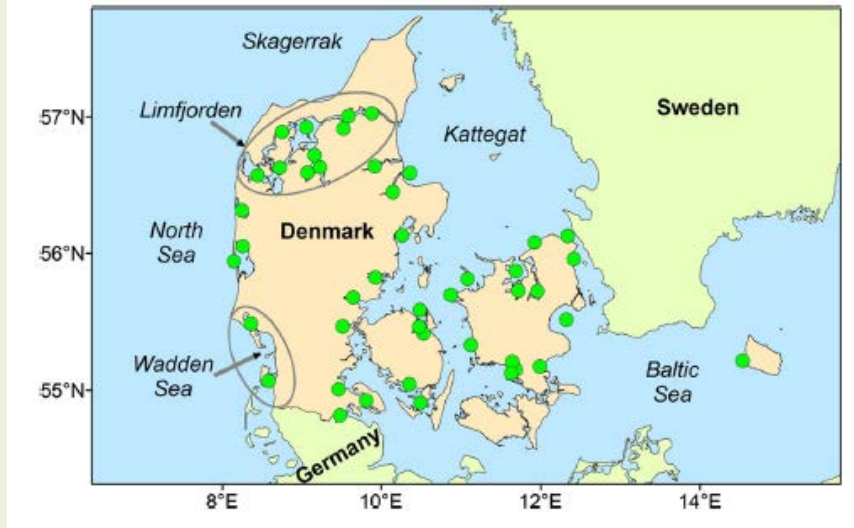 Skagerrak
Limfjorden
57°N
Sweden
Kattegat
North
Sea
Denmark
56°N
Wadden
Sea
Baltic
Sea
55°N
Germany
8°E
10°E
12°E
14°E